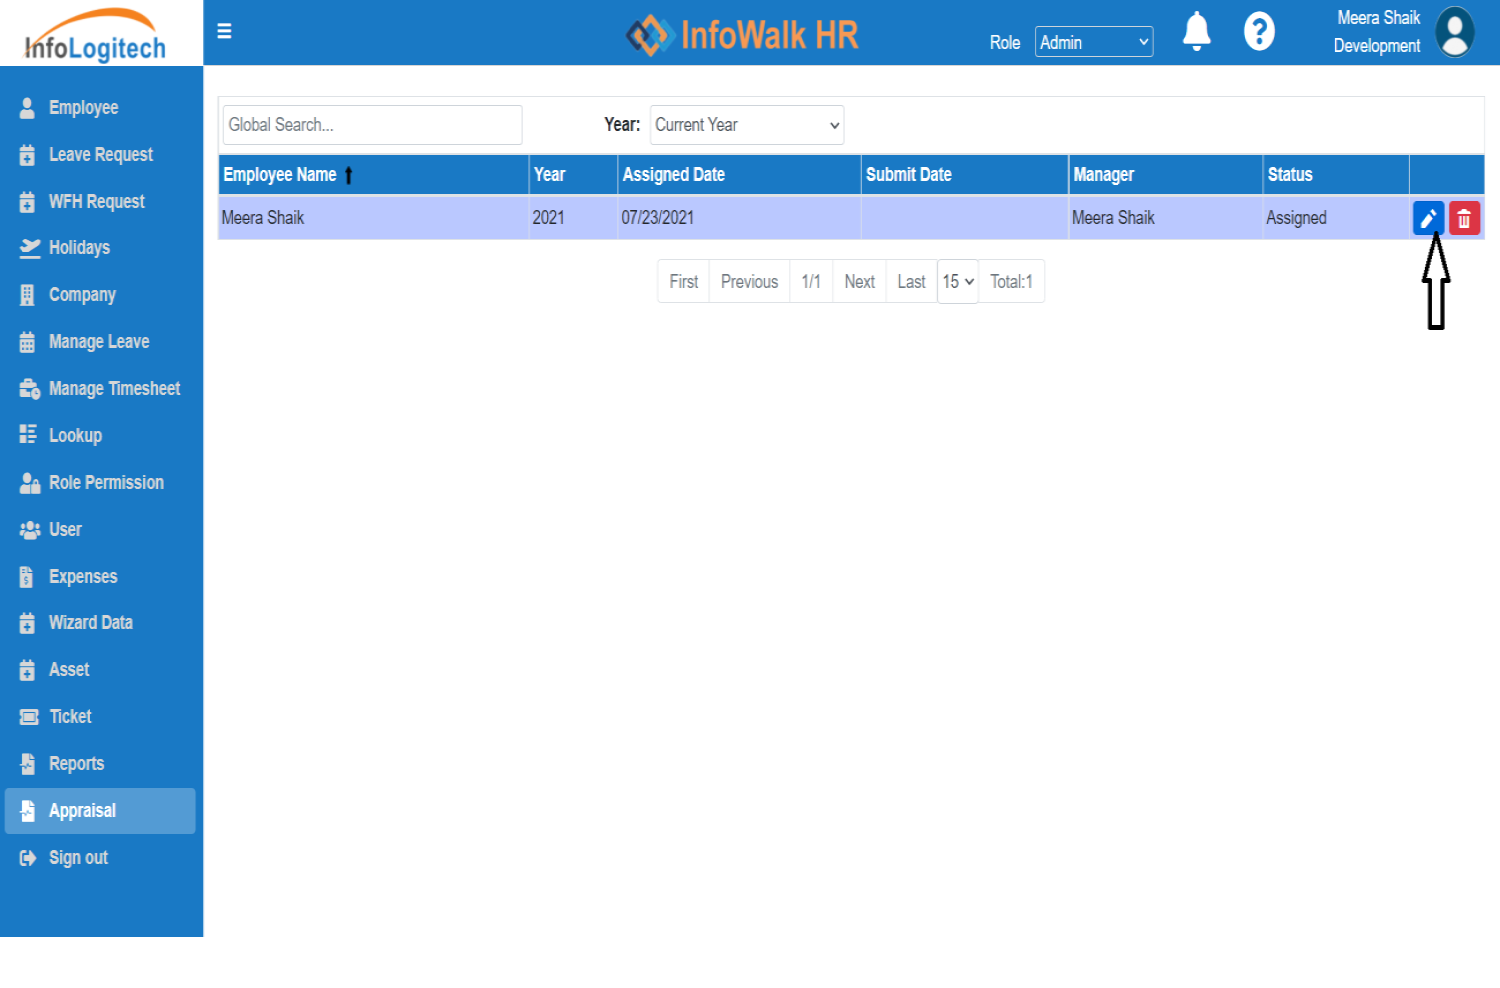 InfoLogitech
InfoWalk HR
Role Admin
Meera Shaik
Development
Employee
Leave Request
WFH Request
Holidays
Company
Manage Leave
Manage Timesheet
Lookup
Role Permission
User
Expenses
Wizard Data
Asset
Ticket
Reports
Appraisal
Sign out
Global Search... Year: Current Year
Employee Name Year Assigned Date Submit Date Manager Status
Meera Shaik 2021 07/23/2021 Meera Shaik Assigned
First Previous 1/1 Next Last 15 Total:1